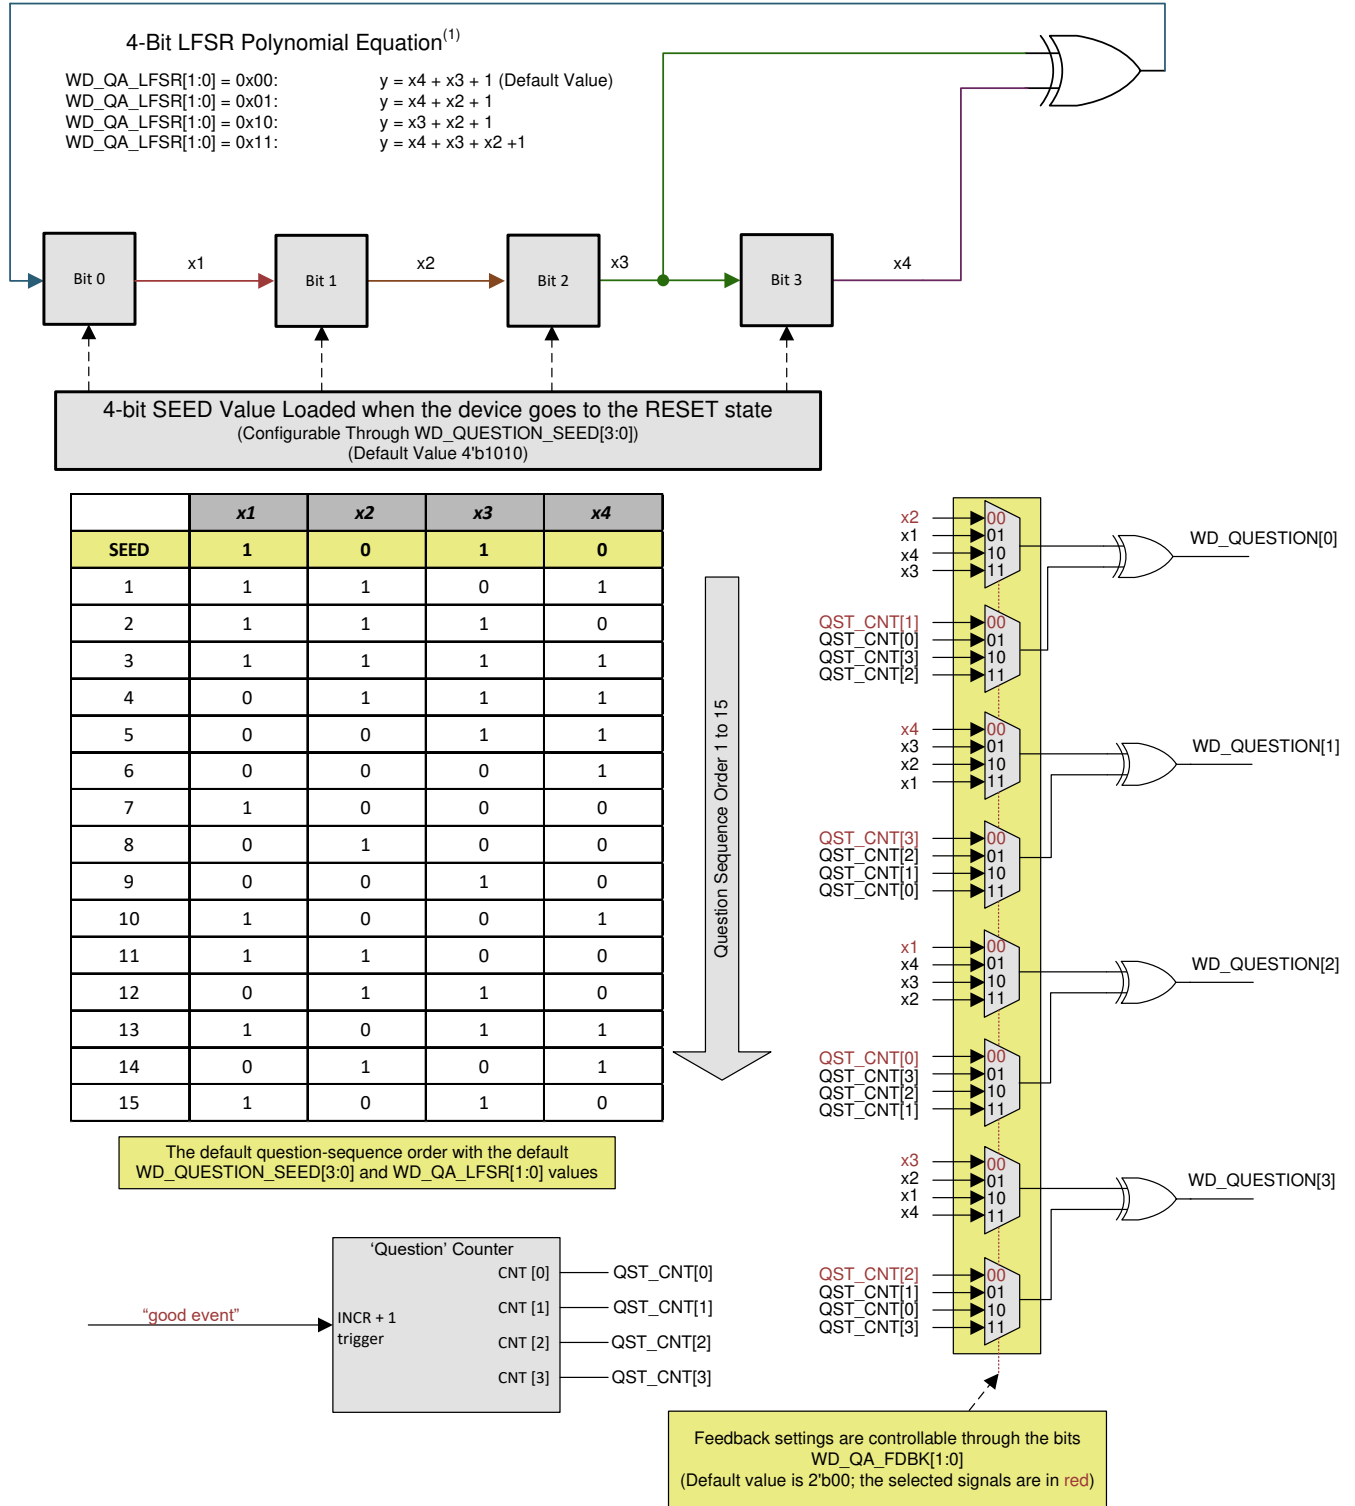 4-Bit LFSR Polynomial Equation(1)
WD_QA_LFSR[1:0] = 0x00: y = x4 + x3 + 1 (Default Value)
WD_QA_LFSR[1:0] = 0x01: y = x4 + x2 + 1
WD_QA_LFSR[1:0] = 0x10: y = x3 + x2 + 1
WD_QA_LFSR[1:0] = 0x11: y = x4 + x3 + x2 +1
Bit 0 x1 Bit 1 x2 Bit 2 x3 Bit 3 x4
4-bit SEED Value Loaded when the device goes to the RESET state
(Configurable Through WD_QUESTION_SEED[3:0])
(Default Value 4'b1010)
x1 x2 x3 x4
SEED 1 0 1 0
1 1 1 0 1
2 1 1 1 0
3 1 1 1 1
4 0 1 1 1
5 0 0 1 1
6 0 0 0 1
7 1 0 0 0
8 0 1 0 0
9 0 0 1 0
10 1 0 0 1
11 1 1 0 0
12 0 1 1 0
13 1 0 1 1
14 0 1 0 1
15 1 0 1 0
Question Sequence Order 1 to 15
The default question-sequence order with the default
WD_QUESTION_SEED[3:0] and WD_QA_LFSR[1:0] values
'Question' Counter
"good event"
INCR + 1
trigger
CNT [0] QST_CNT[0]
CNT [1] QST_CNT[1]
CNT [2] QST_CNT[2]
CNT [3] QST_CNT[3]
x2 00
x1 01
x4 10
x3 11
WD_QUESTION[0]
QST_CNT[1] 00
QST_CNT[0] 01
QST_CNT[3] 10
QST_CNT[2] 11
x4 00
x3 01
x2 10
x1 11
WD_QUESTION[1]
QST_CNT[3] 00
QST_CNT[2] 01
QST_CNT[1] 10
QST_CNT[0] 11
x1 00
x4 01
x3 10
x2 11
WD_QUESTION[2]
QST_CNT[0] 00
QST_CNT[3] 01
QST_CNT[2] 10
QST_CNT[1] 11
x3 00
x2 01
x1 10
x4 11
WD_QUESTION[3]
QST_CNT[2] 00
QST_CNT[1] 01
QST_CNT[0] 10
QST_CNT[3] 11
Feedback settings are controllable through the bits
WD_QA_FDBK[1:0]
(Default value is 2'b00; the selected signals are in red)